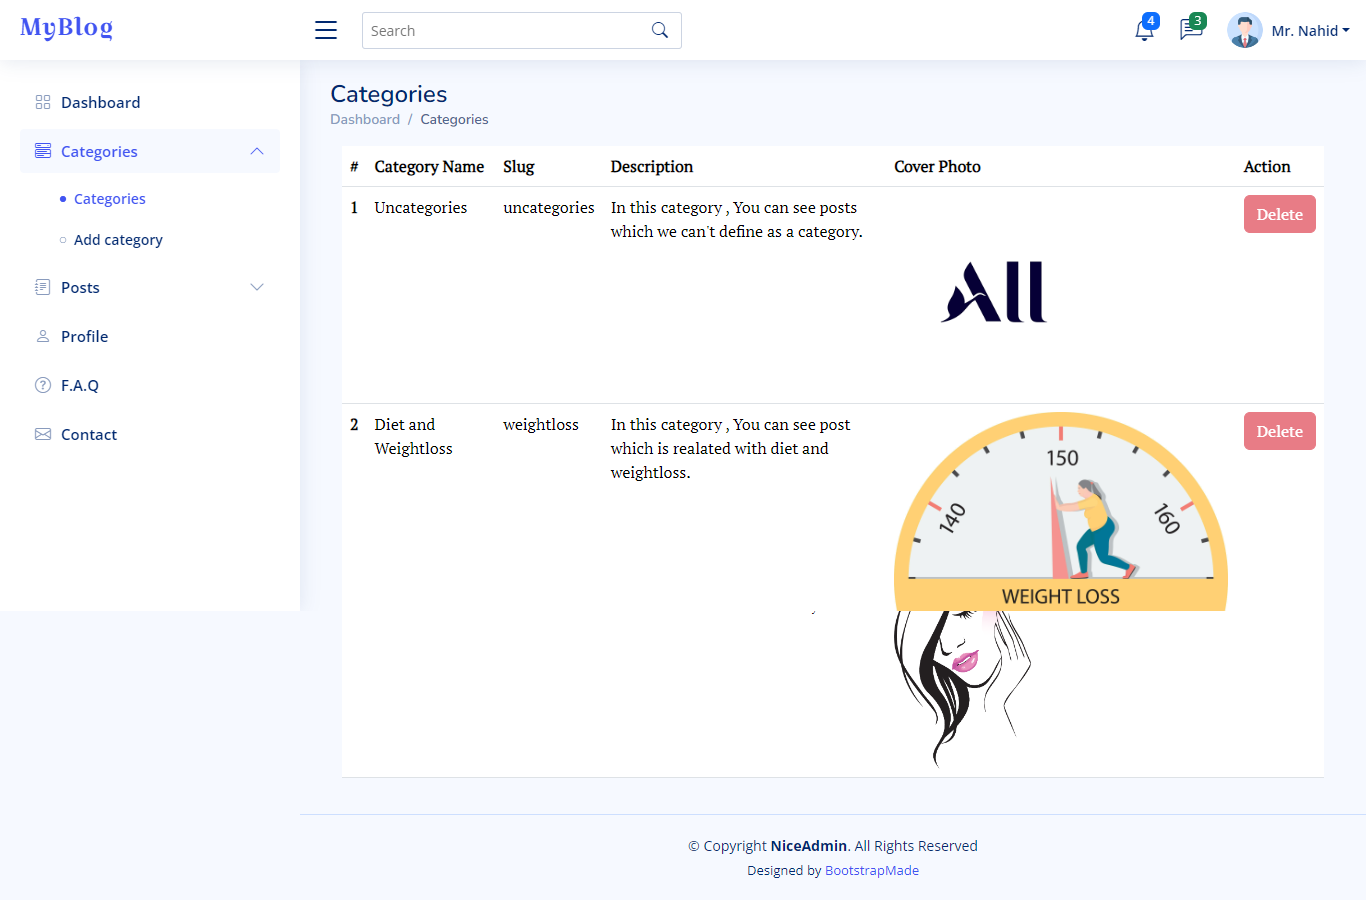 MyBlog
Search
4
3
Mr. Nahid
Dashboard
Categories
Categories
Add category
Posts
Profile
F.A.Q
Contact
Categories
Dashboard / Categories
# Category Name Slug Description Cover Photo Action
1 Uncategories uncategories In this category , You can see posts Delete
which we can't define as a category.
All
2 Diet and weightloss In this category , You can see post Delete
Weightloss which is realated with diet and
weightloss.
140 150 160
WEIGHT LOSS
© Copyright NiceAdmin. All Rights Reserved
Designed by BootstrapMade